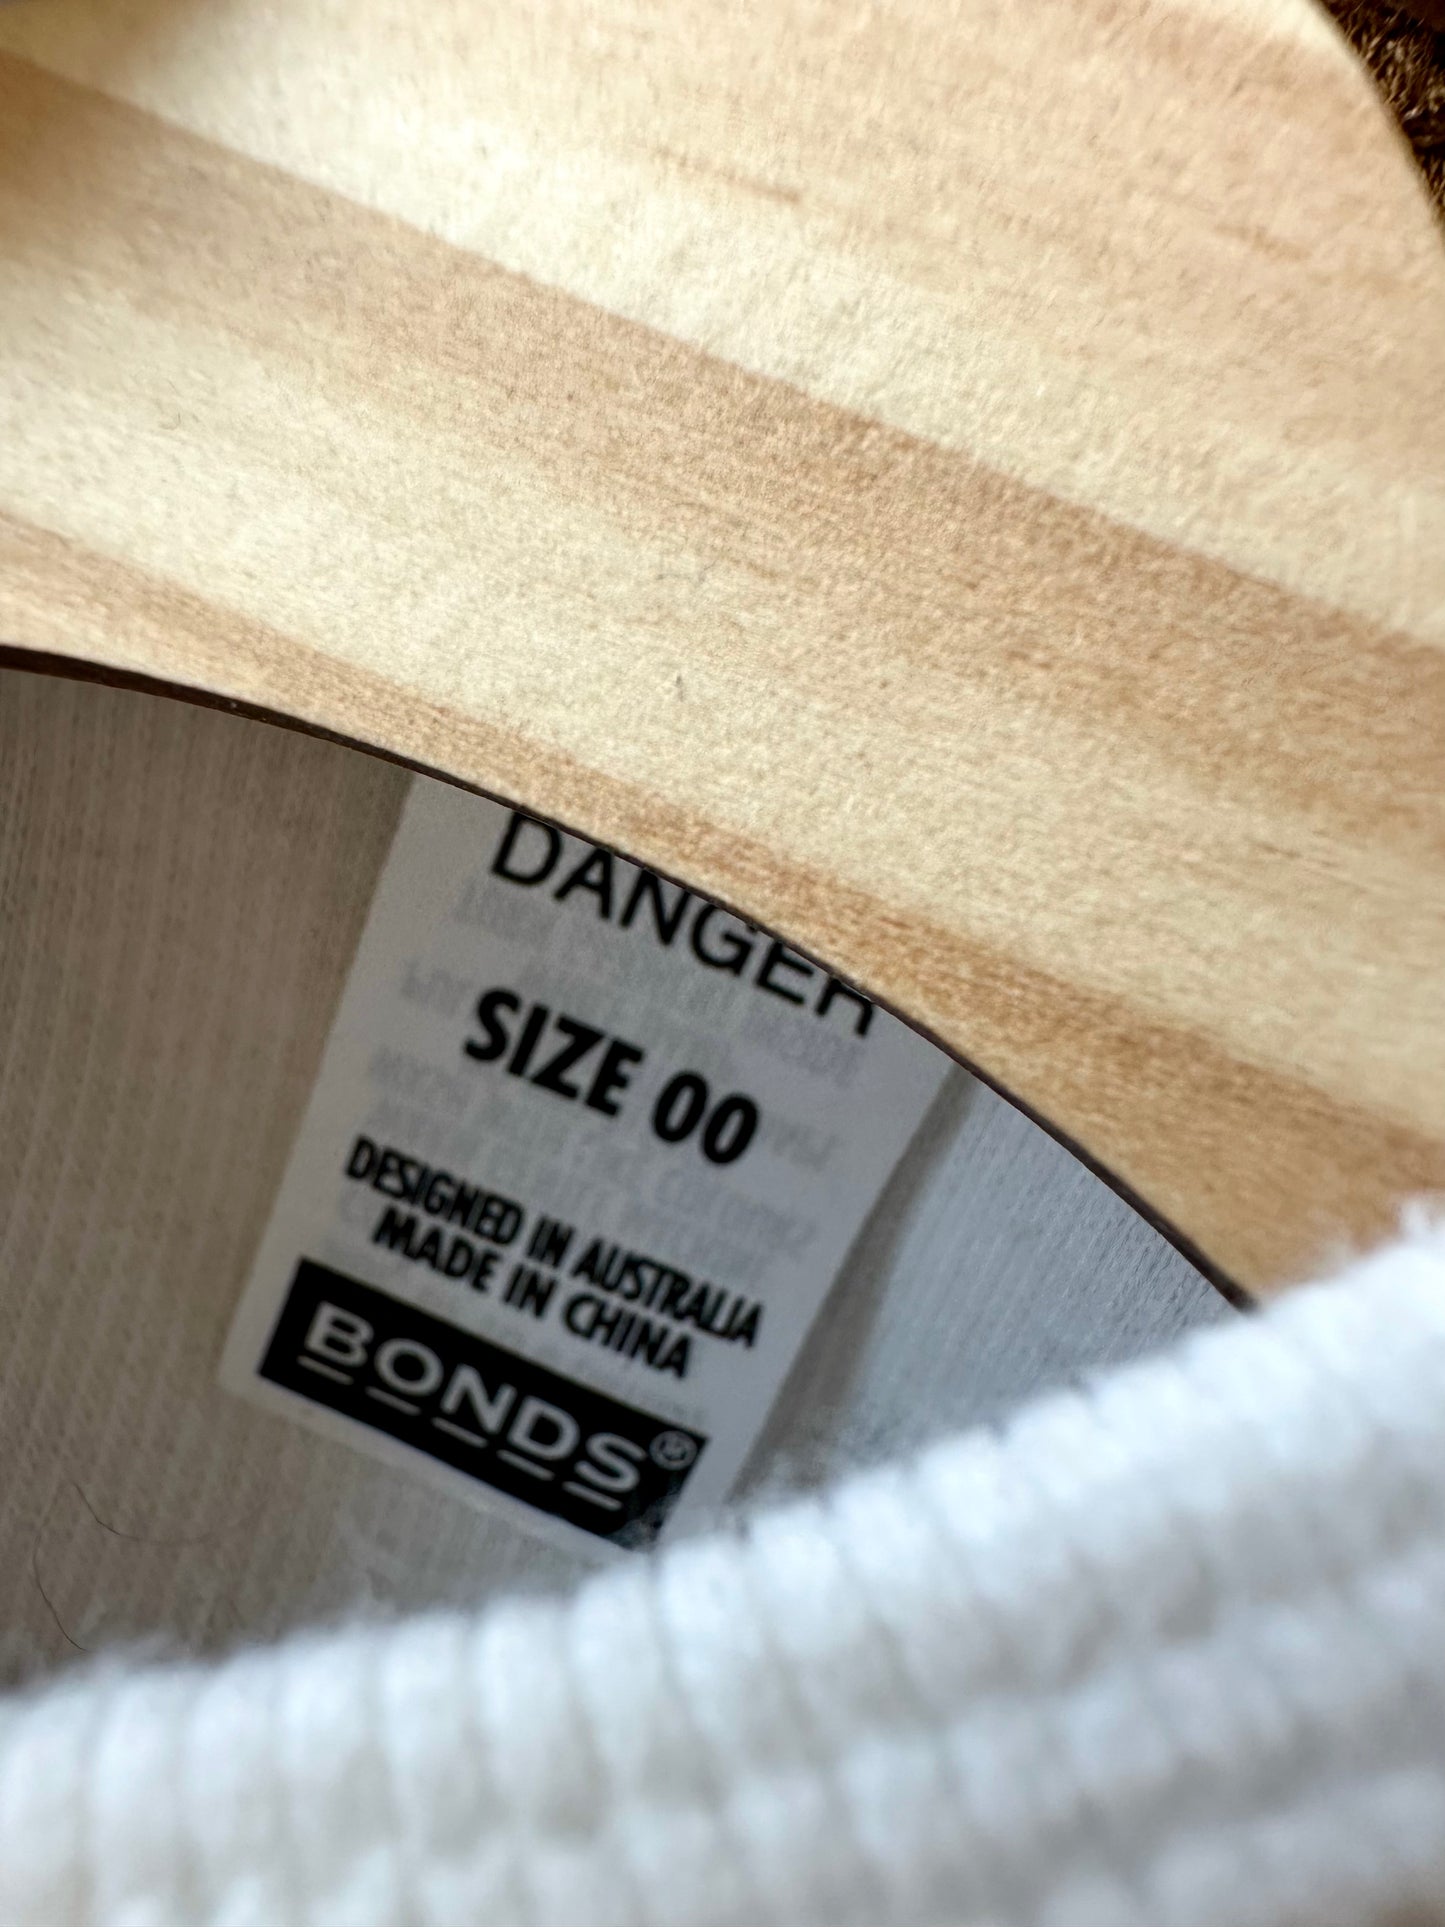 DANGER
SIZE 00
DESIGNED IN AUSTRALIA
MADE IN CHINA
BONDS®